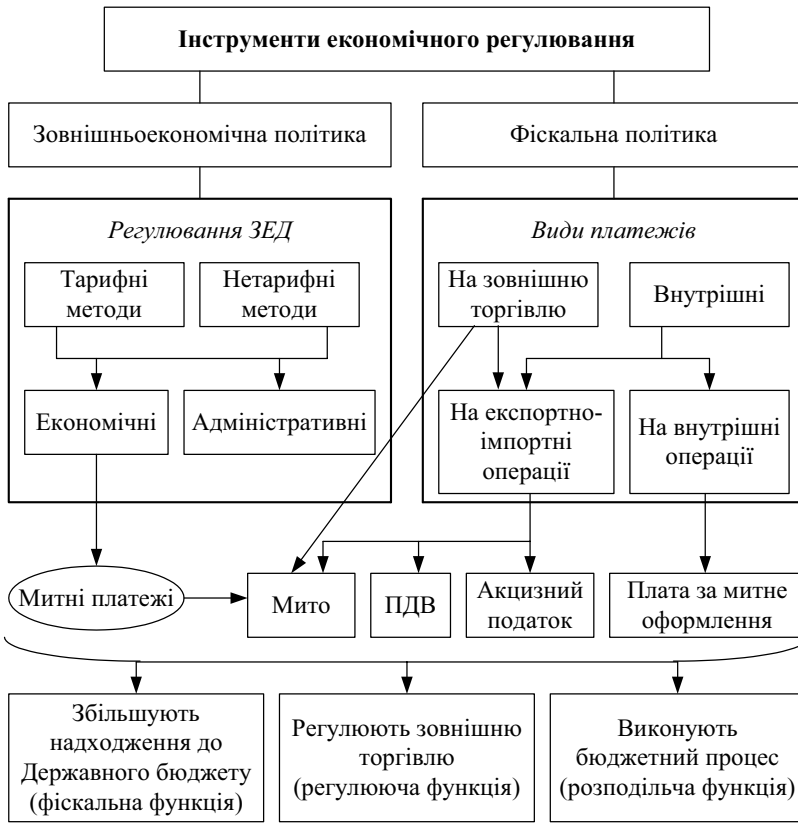 Інструменти економічного регулювання
Зовнішньоекономічна політика
Фіскальна політика
Регулювання ЗЕД
Тарифні
методи
Нетарифні
методи
Економічні
Адміністративні
Види платежів
На зовнішню
торгівлю
Внутрішні
На експортно-
імпортні
операції
На внутрішні
операції
Митні платежі
Мито
ПДВ
Акцизний
податок
Плата за митне
оформлення
Збільшують
надходження до
Державного бюджету
(фіскальна функція)
Регулюють зовнішню
торгівлю
(регулююча функція)
Виконують
бюджетний процес
(розподільча функція)